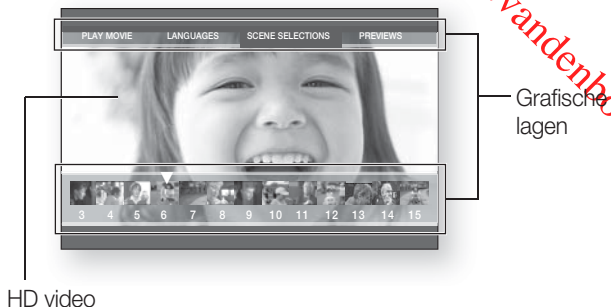 PLAY MOVIE LANGUAGES SCENE SELECTIONS PREVIEWS
Grafische
lagen
3 4 5 6 7 8 9 10 11 12 13 14 15
HD video